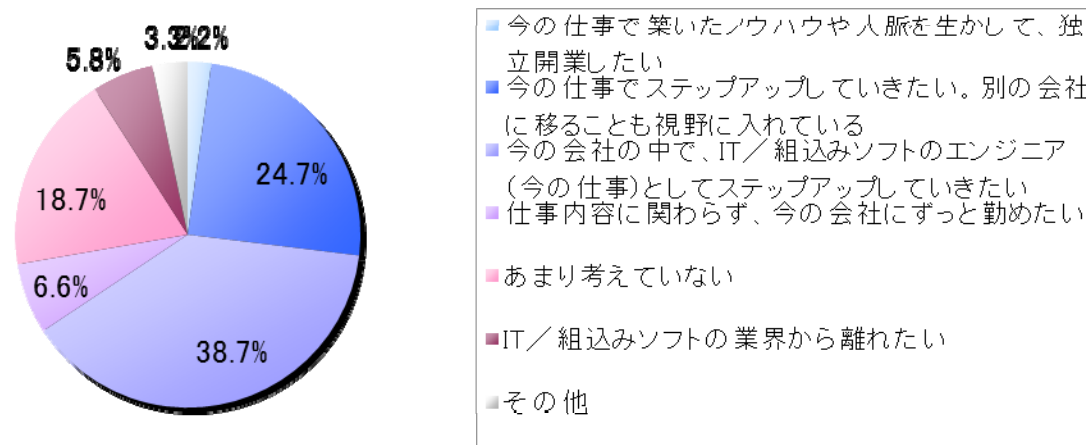 3.3%
2.2%
5.8%
24.7%
18.7%
6.6%
38.7%
今の仕事で築いたノウハウや人脈を生かして、独
立開業したい
今の仕事でステップアップしていきたい。別の会社
に移ることも視野に入れている
今の会社の中で、IT／組込みソフトのエンジニア
(今の仕事)としてステップアップしていきたい
仕事内容に関わらず、今の会社にずっと勤めたい
あまり考えていない
IT／組込みソフトの業界から離れたい
その他